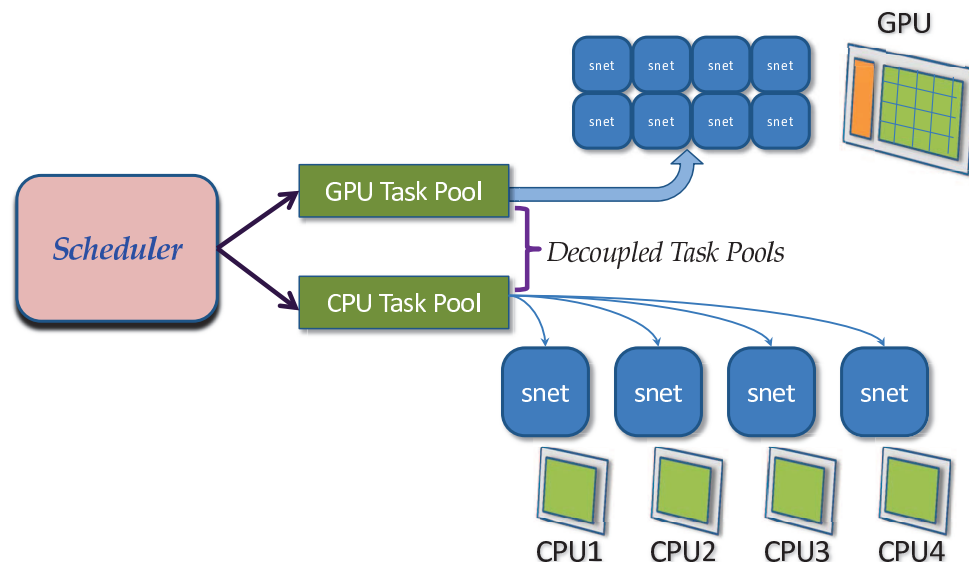 GPU
snet snet snet snet
snet snet snet snet
GPU Task Pool
Scheduler
Decoupled Task Pools
CPU Task Pool
snet snet snet snet
CPU1 CPU2 CPU3 CPU4